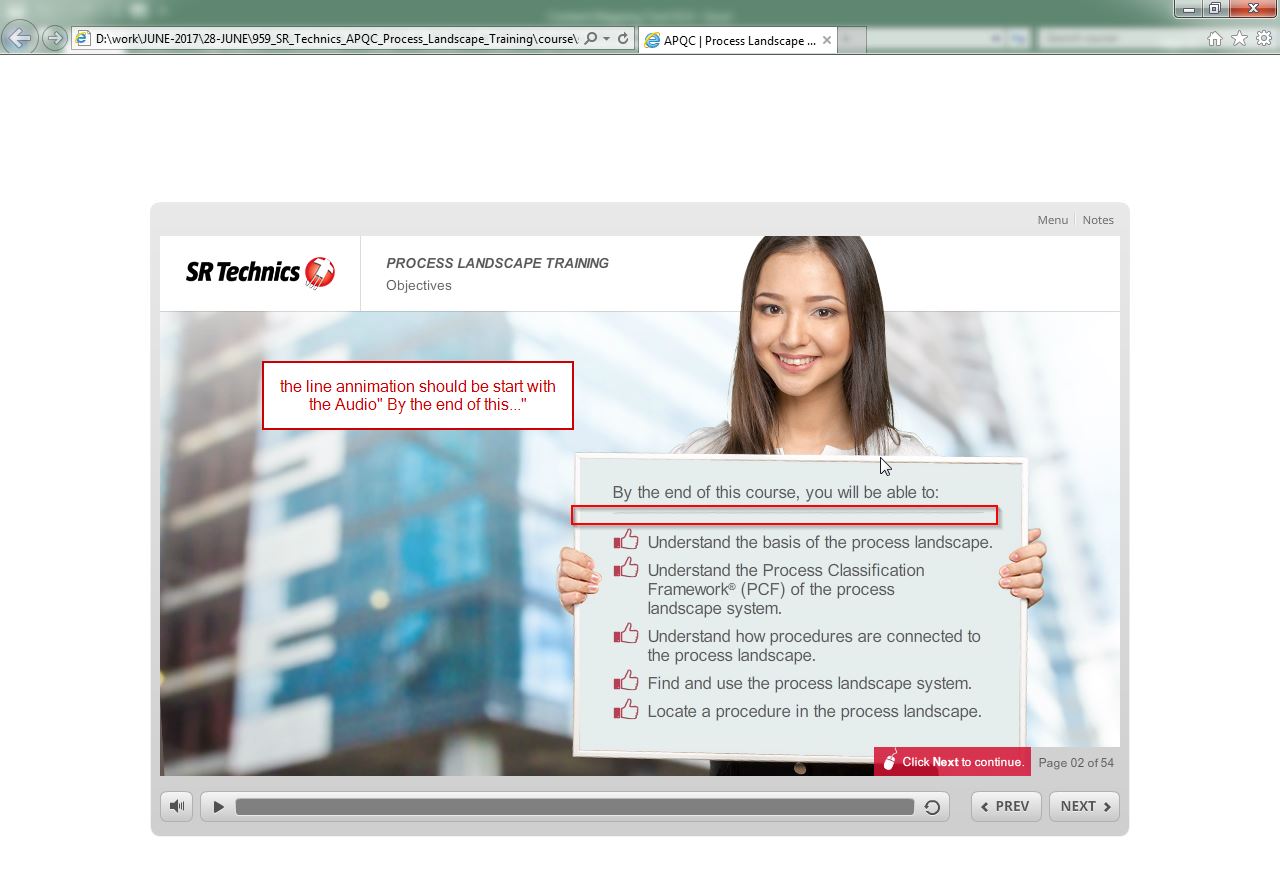 D:\work\JUNE-2017\28-JUNE\959_SR_Technics_APQC_Process_Landscape_Training\course\
APQC | Process Landscape ...
Menu
Notes
SR Technics
PROCESS LANDSCAPE TRAINING
Objectives
the line annimation should be start with
the Audio" By the end of this..."
By the end of this course, you will be able to:
Understand the basis of the process landscape.
Understand the Process Classification
Framework® (PCF) of the process
landscape system.
Understand how procedures are connected to
the process landscape.
Find and use the process landscape system.
Locate a procedure in the process landscape.
Click Next to continue.
Page 02 of 54
PREV
NEXT